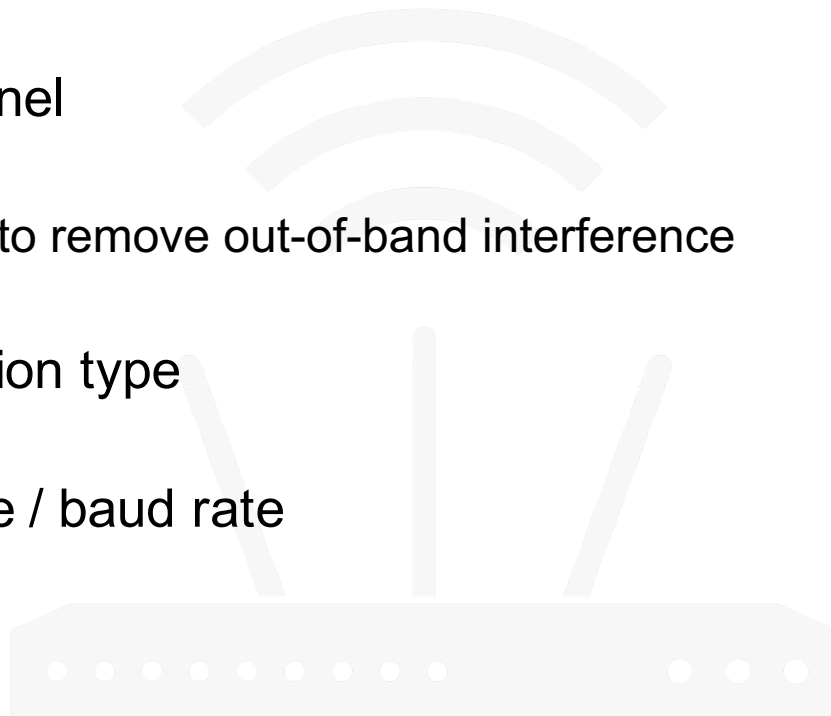 nel
to remove out-of-band interference
ion type
e / baud rate